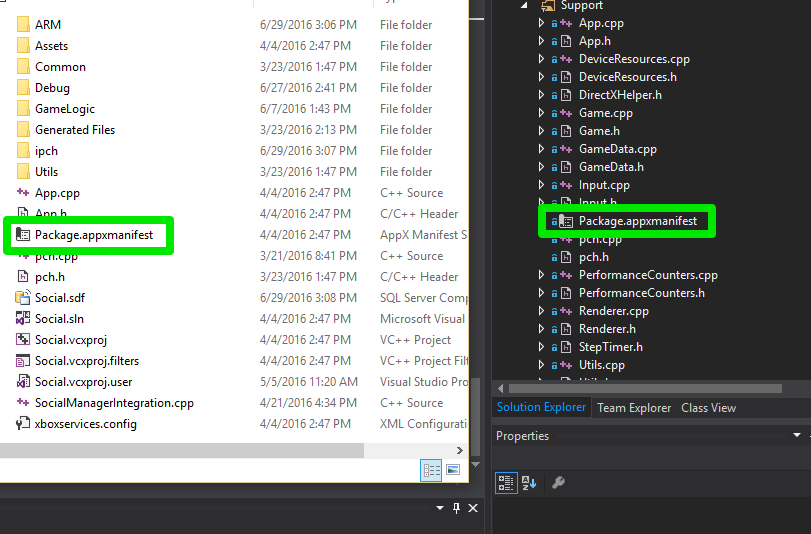 Type
ARM 6/29/2016 3:06 PM File folder
Assets 4/4/2016 2:47 PM File folder
Common 3/23/2016 1:47 PM File folder
Debug 6/27/2016 2:41 PM File folder
GameLogic 6/7/2016 1:43 PM File folder
Generated Files 3/23/2016 2:13 PM File folder
ipch 6/29/2016 3:07 PM File folder
Utils 3/23/2016 1:47 PM File folder
App.cpp 4/4/2016 2:47 PM C++ Source
App.h 4/4/2016 2:47 PM C/C++ Header
Package.appxmanifest 4/4/2016 2:47 PM AppX Manifest S
pch.cpp 3/21/2016 8:41 PM C++ Source
pch.h 3/23/2016 1:47 PM C/C++ Header
Social.sdf 6/29/2016 3:08 PM SQL Server Comp
Social.sln 4/4/2016 2:47 PM Microsoft Visual
Social.vcxproj 4/4/2016 2:47 PM VC++ Project
Social.vcxproj.filters 4/4/2016 2:47 PM VC++ Project Filt
Social.vcxproj.user 5/5/2016 11:20 AM Visual Studio Pro
SocialManagerIntegration.cpp 4/21/2016 4:34 PM C++ Source
xboxservices.config 4/4/2016 2:47 PM XML Configurati
Support
App.cpp
App.h
DeviceResources.cpp
DeviceResources.h
DirectXHelper.h
Game.cpp
Game.h
GameData.cpp
GameData.h
Input.cpp
Input.h
Package.appxmanifest
pch.cpp
pch.h
PerformanceCounters.cpp
PerformanceCounters.h
Renderer.cpp
Renderer.h
StepTimer.h
Utils.cpp
Utils.h
Solution Explorer Team Explorer Class View
Properties